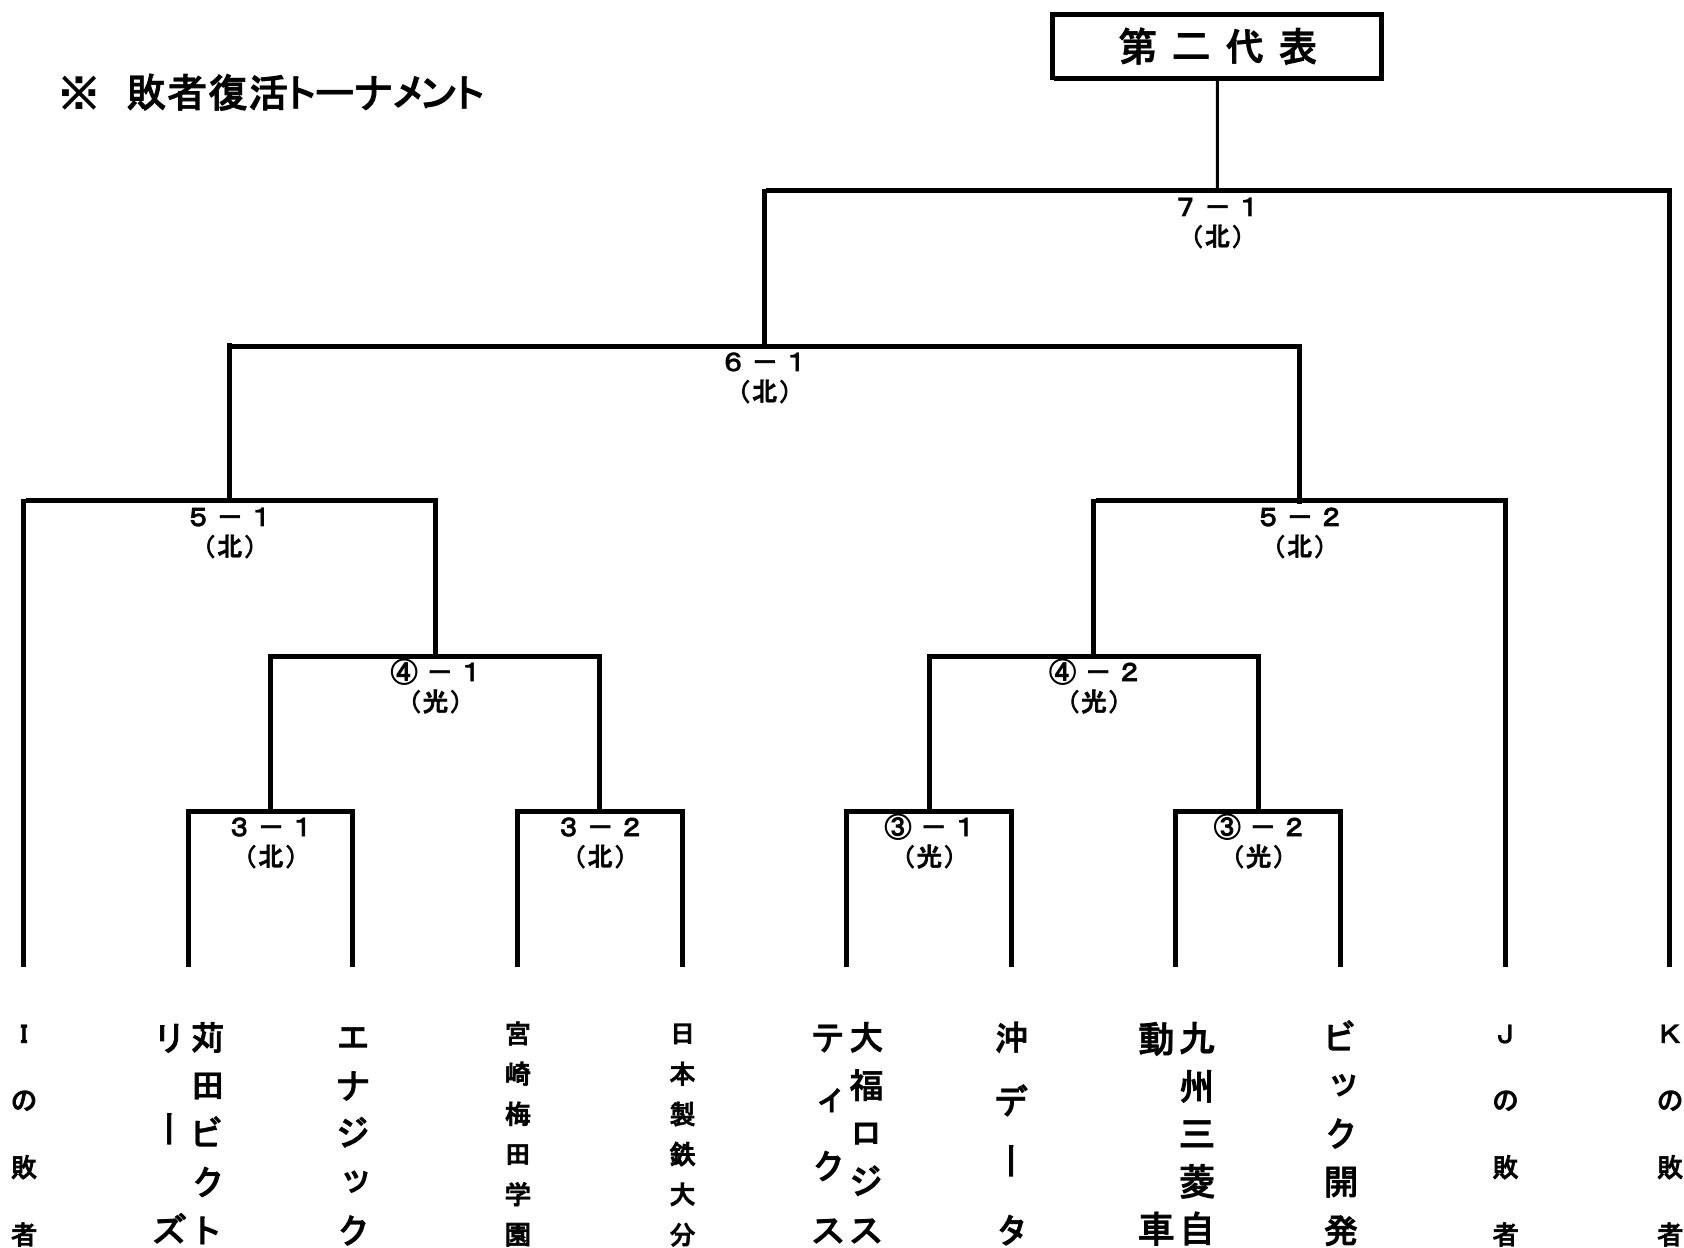 第二代表
※　敗者復活トーナメント
７－１
（北）
６－１
（北）
５－１
（北）
５－２
（北）
④－１
（光）
④－２
（光）
３－１
（北）
３－２
（北）
③－１
（光）
③－２
（光）
Ｉの敗者
苅田ビクト
リーズ
エナジック
宮崎梅田学園
日本製鉄大分
大福ロジス
ティクス
沖データ
九州三菱自
動車
ビック開発
Ｊの敗者
Ｋの敗者